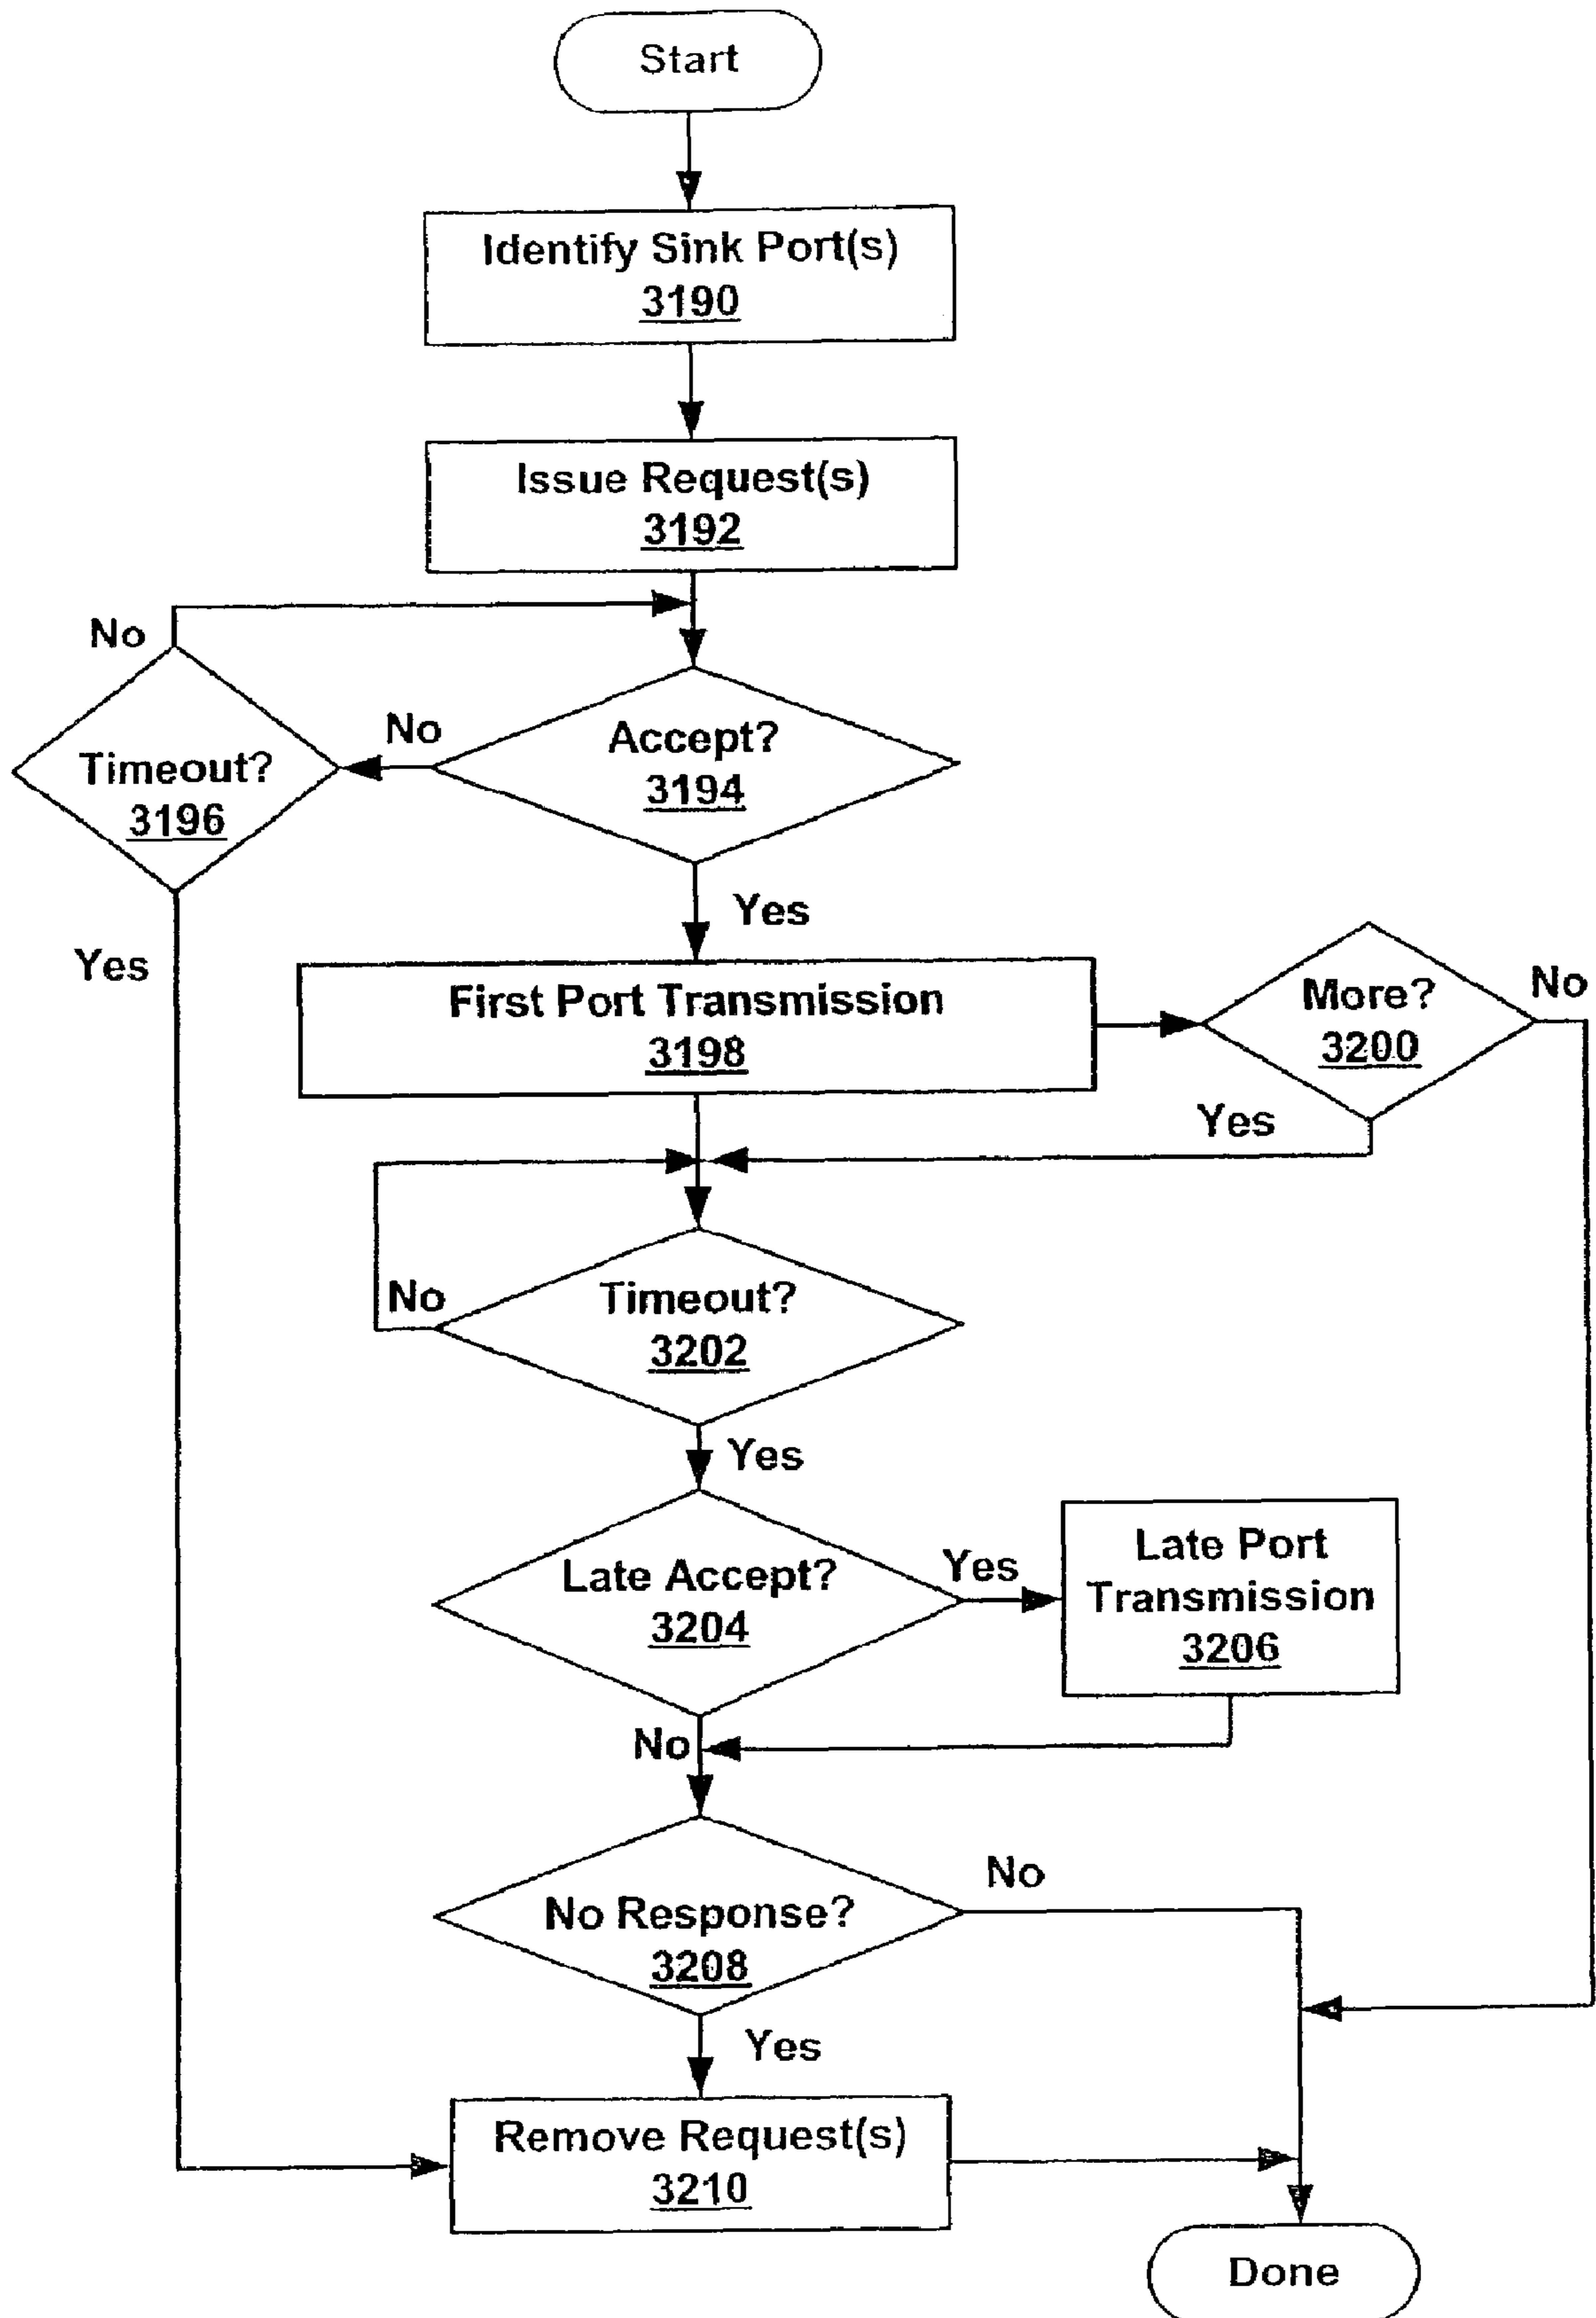 Start
Identify Sink Port(s)
3190
Issue Request(s)
3192
No
No
Accept?
3194
Timeout?
3196
Yes
Yes
First Port Transmission
3198
More?
3200
No
Yes
No
Timeout?
3202
Yes
Late Accept?
3204
Yes
Late Port
Transmission
3206
No
No Response?
3208
No
Yes
Remove Request(s)
3210
Done